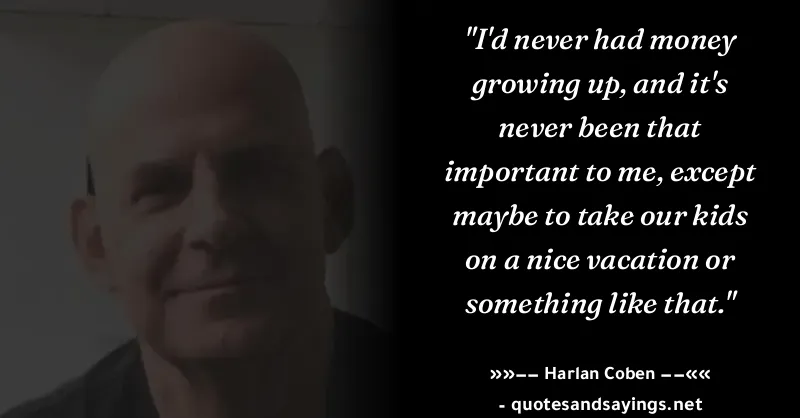 "I'd never had money
growing up, and it's
never been that
important to me, except
maybe to take our kids
on a nice vacation or
something like that."
»»–– Harlan Coben ––««
- quotesandsayings.net